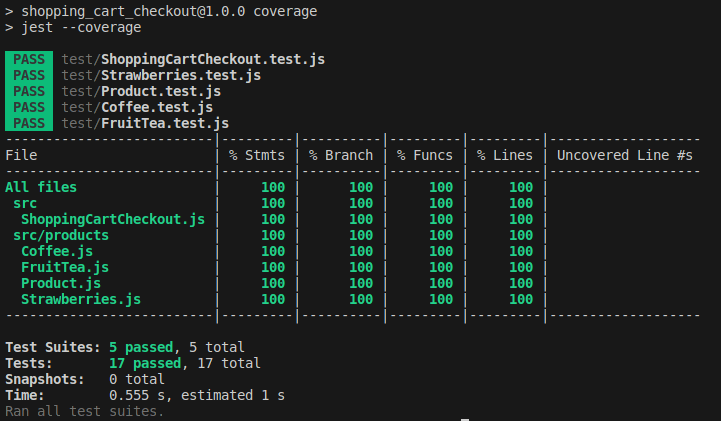 > shopping_cart_checkout@1.0.0 coverage
> jest --coverage
PASS test/ShoppingCartCheckout.test.js
PASS test/Strawberries.test.js
PASS test/Product.test.js
PASS test/Coffee.test.js
PASS test/FruitTea.test.js
--------------------------|---------|----------|---------|---------|-------------------
File                      | % Stmts | % Branch | % Funcs | % Lines | Uncovered Line #s
--------------------------|---------|----------|---------|---------|-------------------
All files                 |     100 |      100 |     100 |     100 |
 src                      |     100 |      100 |     100 |     100 |
  ShoppingCartCheckout.js |     100 |      100 |     100 |     100 |
 src/products             |     100 |      100 |     100 |     100 |
  Coffee.js               |     100 |      100 |     100 |     100 |
  FruitTea.js             |     100 |      100 |     100 |     100 |
  Product.js              |     100 |      100 |     100 |     100 |
  Strawberries.js         |     100 |      100 |     100 |     100 |
--------------------------|---------|----------|---------|---------|-------------------
Test Suites: 5 passed, 5 total
Tests:       17 passed, 17 total
Snapshots:   0 total
Time:        0.555 s, estimated 1 s
Ran all test suites.